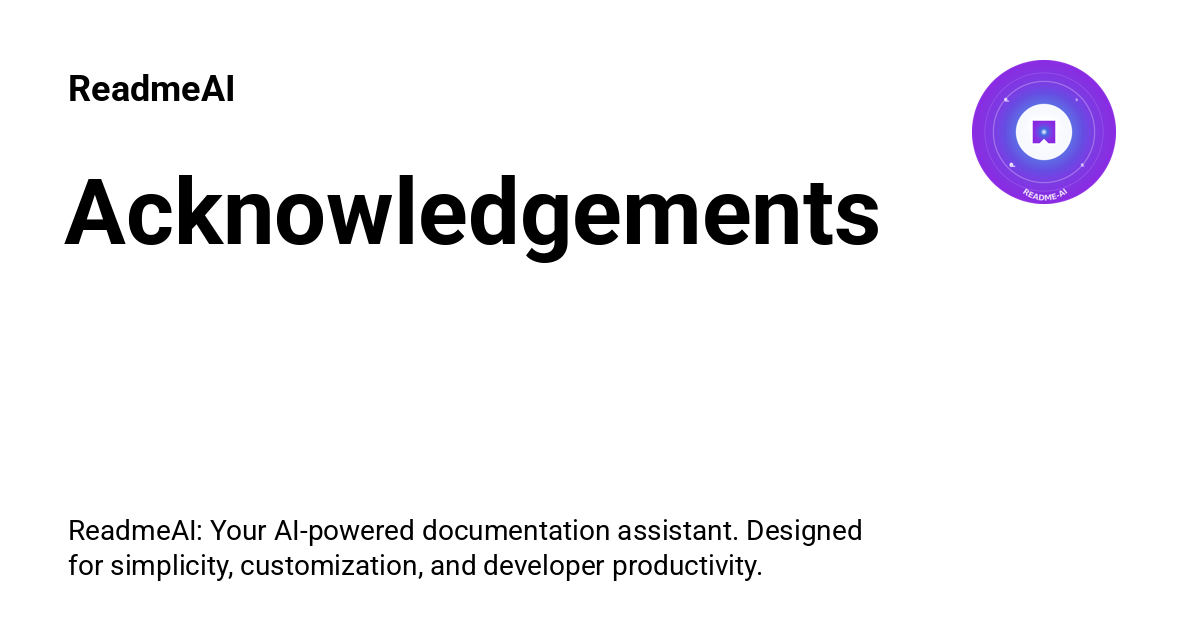 ReadmeAI
Acknowledgements
README-AI
ReadmeAI: Your AI-powered documentation assistant. Designed
for simplicity, customization, and developer productivity.